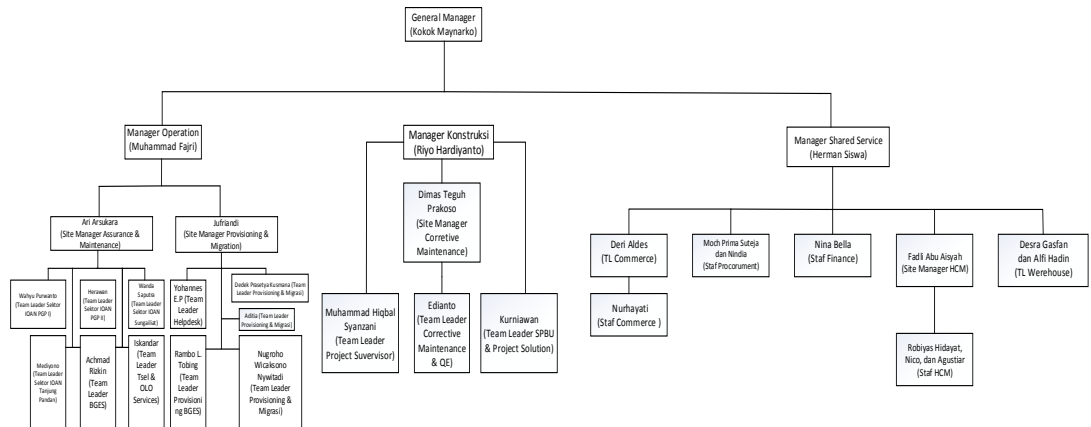 General Manager
(Kokok Maynarko)
Manager Operation
(Muhammad Fajri)
Manager Konstruksi
(Riyo Hardiyanto)
Manager Shared Service
(Herman Siswa)
Ari Arsukara
(Site Manager Assurance &
Maintenance)
Jufriandi
(Site Manager Provisioning &
Migration)
Dimas Teguh
Prakoso
(Site Manager
Corretive
Maintenance)
Deri Aldes
(TL Commerce)
Moch Prima Suteja
dan Nindia
(Staf Procorument)
Nina Bella
(Staf Finance)
Fadli Abu Aisyah
(Site Manager HCM)
Desra Gasfan
dan Alfi Hadin
(TL Werehouse)
Wahyu Purwanto
(Team Leader Sektor
IOAN PGP I)
Herawan
(Team Leader
Sektor IOAN
PGP II)
Wanda
Saputra
(Team Leader
Sektor IOAN
Sungailiat)
Yohannes
E.P (Team
Leader
Helpdesk)
Dedek Prasetya Kusmana (Team
Leader Provisioning & Migrasi)
Aditia (Team Leader
Provisioning & Migrasi)
Muhammad Hiqbal
Syanzani
(Team Leader
Project Suvervisor)
Edianto
(Team Leader
Corrective
Maintenance
& QE)
Kurniawan
(Team Leader SPBU
& Project Solution)
Nurhayati
(Staf Commerce )
Robiyas Hidayat,
Nico, dan Agustiar
(Staf HCM)
Mediyono (Team
Leader Sektor IOAN
Tanjung
Pandan)
Achmad
Rizkin
(Team
Leader
BGES)
Iskandar
(Team
Leader
Tsel &
OLO
Services)
Rambo L.
Tobing
(Team
Leader
Provisioni
ng BGES)
Nugroho
Wicaksono
Nywitadi
(Team Leader
Provisioning &
Migrasi)